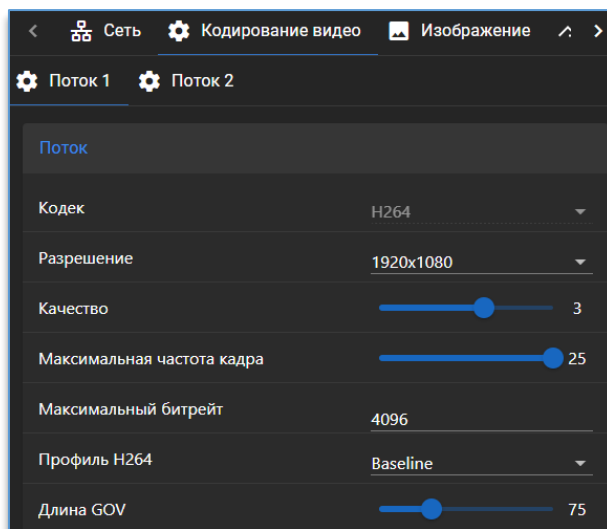 Сеть Кодирование видео Изображение
Поток 1 Поток 2
Поток
Кодек H264
Разрешение 1920x1080
Качество 3
Максимальная частота кадра 25
Максимальный битрейт 4096
Профиль H264 Baseline
Длина GOV 75